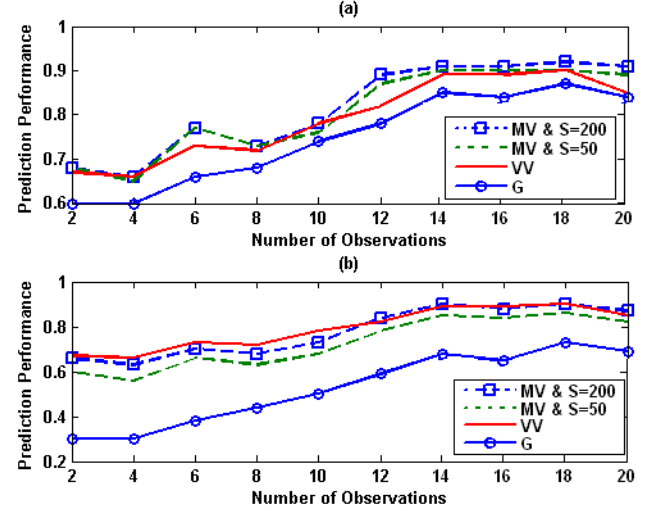 (a)
Prediction Performance
1
0.9
0.8
0.7
0.6
2 4 6 8 10 12 14 16 18 20
Number of Observations
MV & S=200
MV & S=50
VV
G
(b)
Prediction Performance
1
0.8
0.6
0.4
0.2
2 4 6 8 10 12 14 16 18 20
Number of Observations
MV & S=200
MV & S=50
VV
G